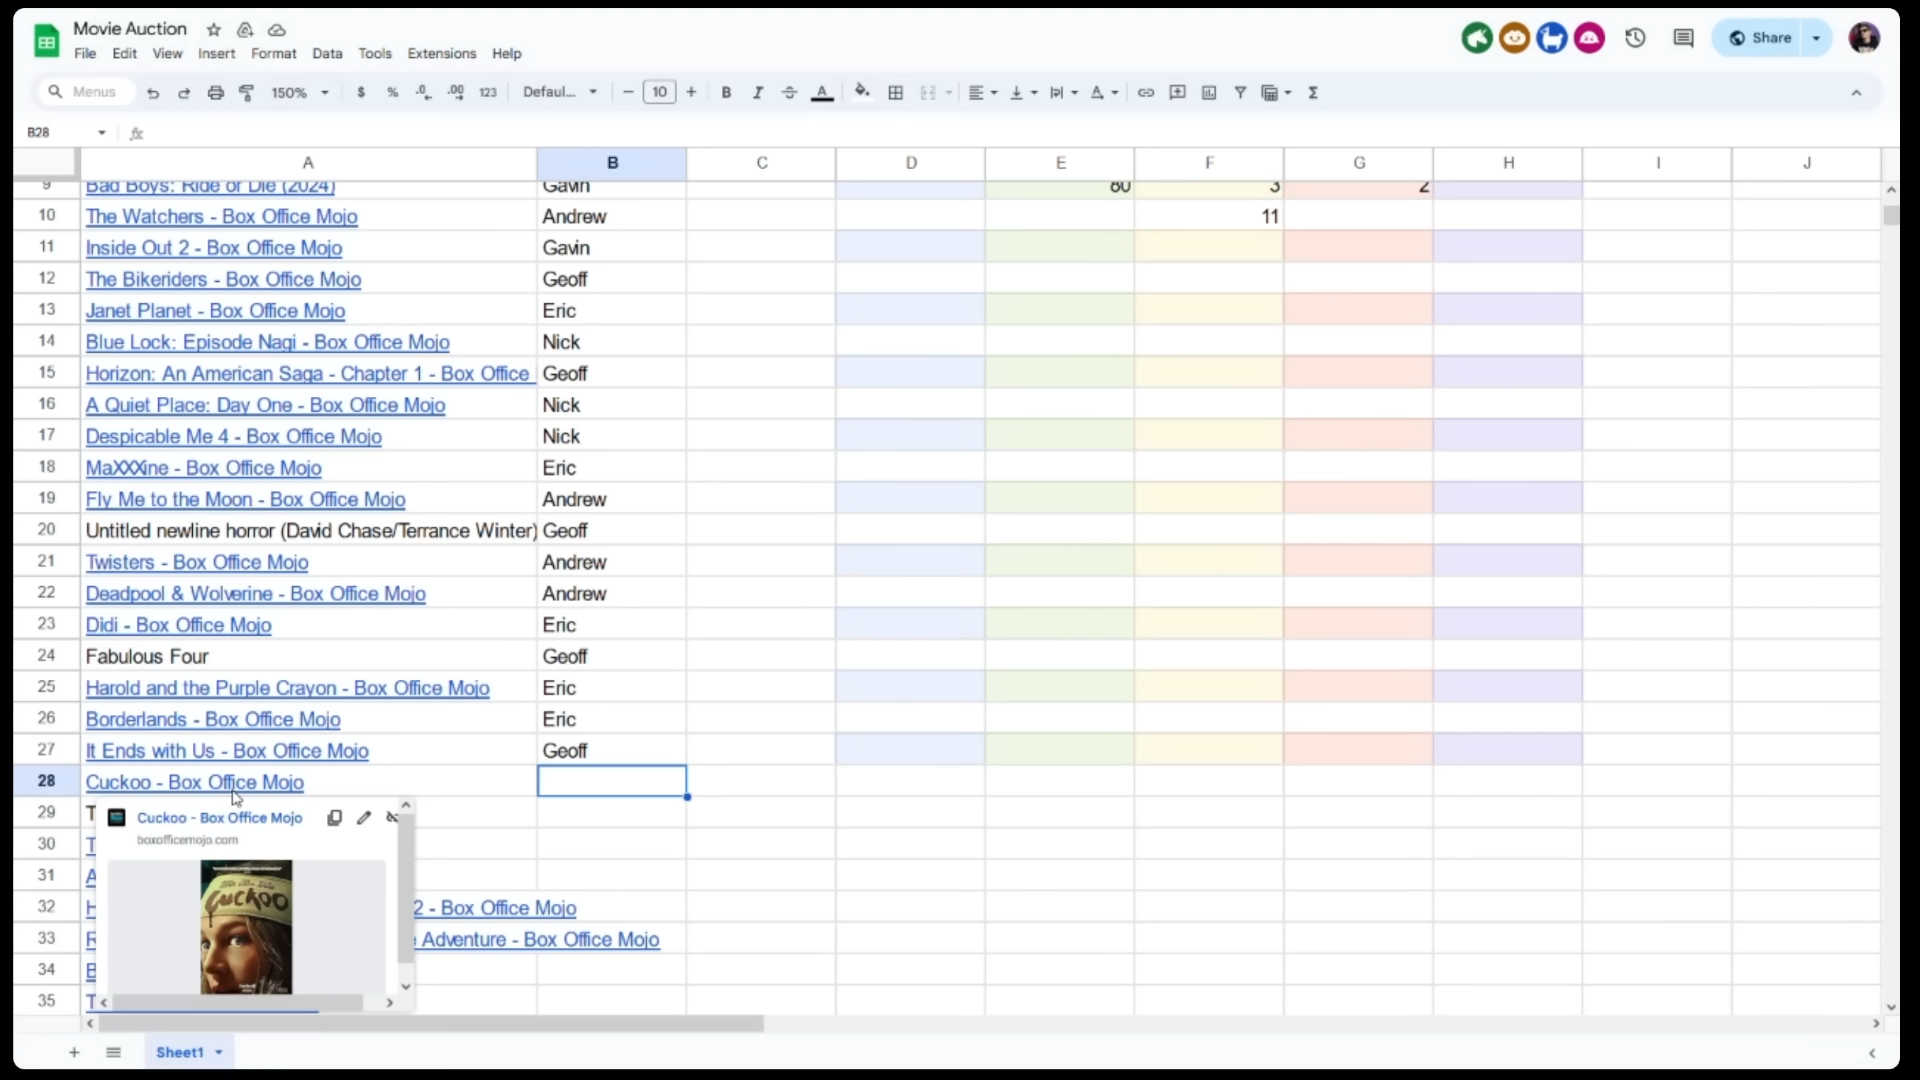 Movie Auction
File Edit View Insert Format Data Tools Extensions Help
Share
Menus 150% $ % .0 .00 123 Defaul... 10 B I A
B28
A B C D E F G H I J
9 Bad Boys: Ride or Die (2024) Gavin 80 3 2
10 The Watchers - Box Office Mojo Andrew 11
11 Inside Out 2 - Box Office Mojo Gavin
12 The Bikeriders - Box Office Mojo Geoff
13 Janet Planet - Box Office Mojo Eric
14 Blue Lock: Episode Nagi - Box Office Mojo Nick
15 Horizon: An American Saga - Chapter 1 - Box Office Geoff
16 A Quiet Place: Day One - Box Office Mojo Nick
17 Despicable Me 4 - Box Office Mojo Nick
18 MaXXXine - Box Office Mojo Eric
19 Fly Me to the Moon - Box Office Mojo Andrew
20 Untitled newline horror (David Chase/Terrance Winter) Geoff
21 Twisters - Box Office Mojo Andrew
22 Deadpool & Wolverine - Box Office Mojo Andrew
23 Didi - Box Office Mojo Eric
24 Fabulous Four Geoff
25 Harold and the Purple Crayon - Box Office Mojo Eric
26 Borderlands - Box Office Mojo Eric
27 It Ends with Us - Box Office Mojo Geoff
28 Cuckoo - Box Office Mojo
29 T
Cuckoo - Box Office Mojo
boxofficemojo.com
30 T
31 A
CUCKOO
32 H 2 - Box Office Mojo
33 R e Adventure - Box Office Mojo
34 B
35 T
Sheet1